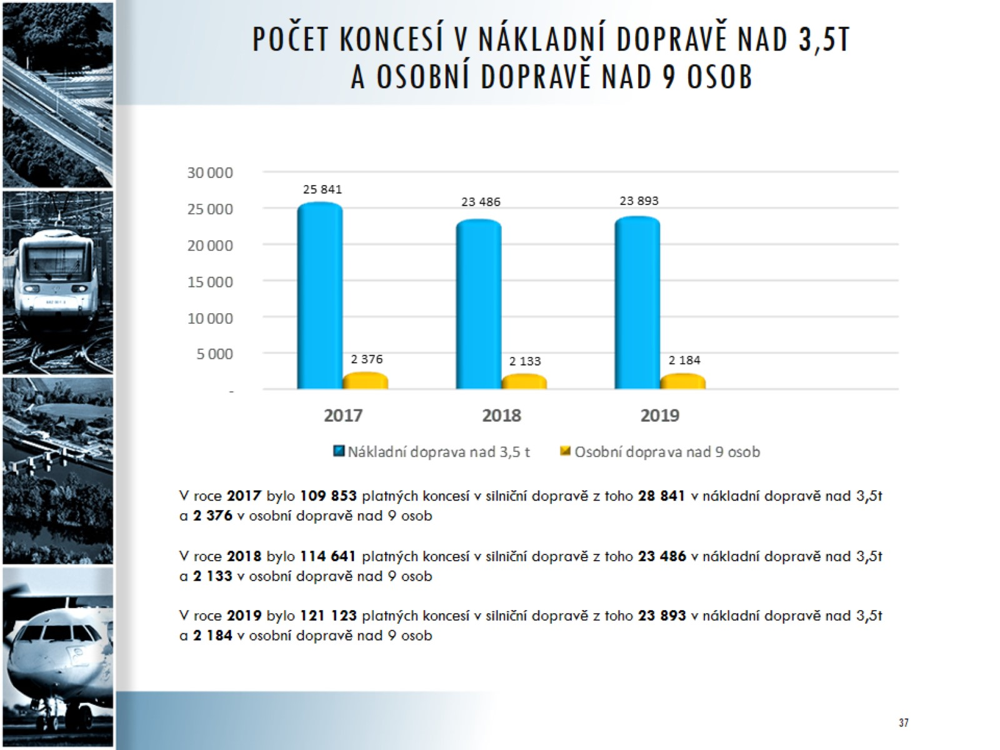 POČET KONCESÍ V NÁKLADNÍ DOPRAVĚ NAD 3,5T
A OSOBNÍ DOPRAVĚ NAD 9 OSOB
30 000
25 000
20 000
15 000
10 000
5 000
-
25 841
23 486
23 893
2 376
2 133
2 184
2017
2018
2019
Nákladní doprava nad 3,5 t
Osobní doprava nad 9 osob
V roce 2017 bylo 109 853 platných koncesí v silniční dopravě z toho 28 841 v nákladní dopravě nad 3,5t
a 2 376 v osobní dopravě nad 9 osob
V roce 2018 bylo 114 641 platných koncesí v silniční dopravě z toho 23 486 v nákladní dopravě nad 3,5t
a 2 133 v osobní dopravě nad 9 osob
V roce 2019 bylo 121 123 platných koncesí v silniční dopravě z toho 23 893 v nákladní dopravě nad 3,5t
a 2 184 v osobní dopravě nad 9 osob
37